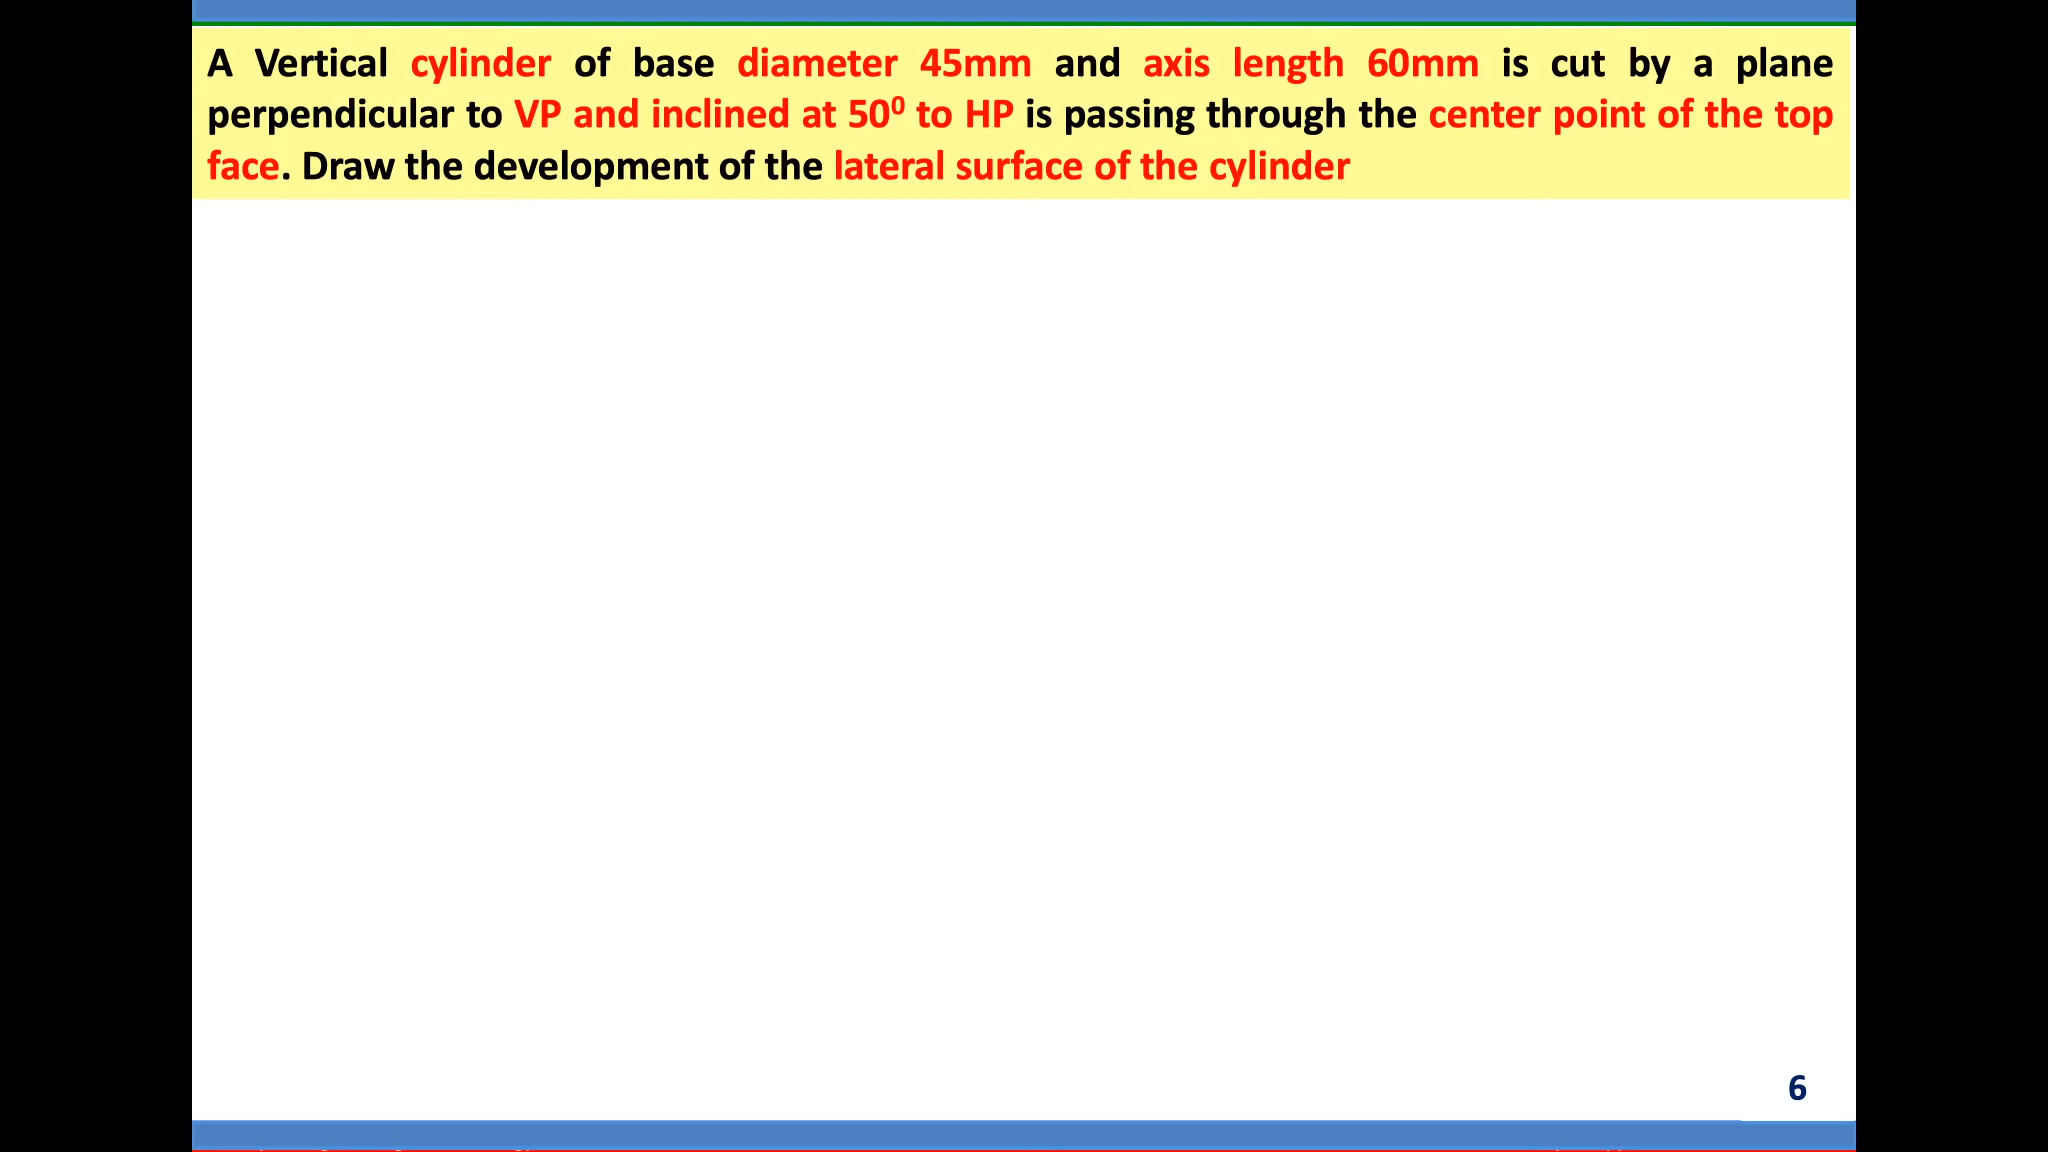 A Vertical cylinder of base diameter 45mm and axis length 60mm is cut by a plane
perpendicular to VP and inclined at 50⁰ to HP is passing through the center point of the top
face. Draw the development of the lateral surface of the cylinder
6